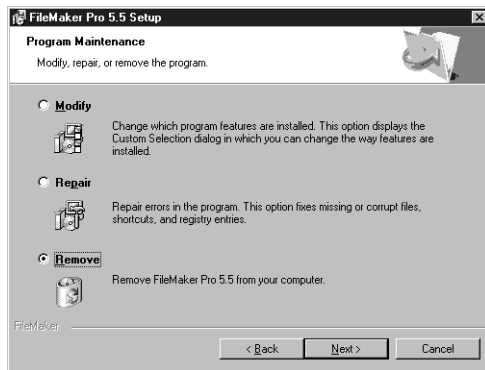 FileMaker Pro 5.5 Setup
Program Maintenance
Modify, repair, or remove the program.
Modify
Change which program features are installed. This option displays the
Custom Selection dialog in which you can change the way features are
installed.
Repair
Repair errors in the program. This option fixes missing or corrupt files,
shortcuts, and registry entries.
Remove
Remove FileMaker Pro 5.5 from your computer.
FileMaker
< Back Next > Cancel